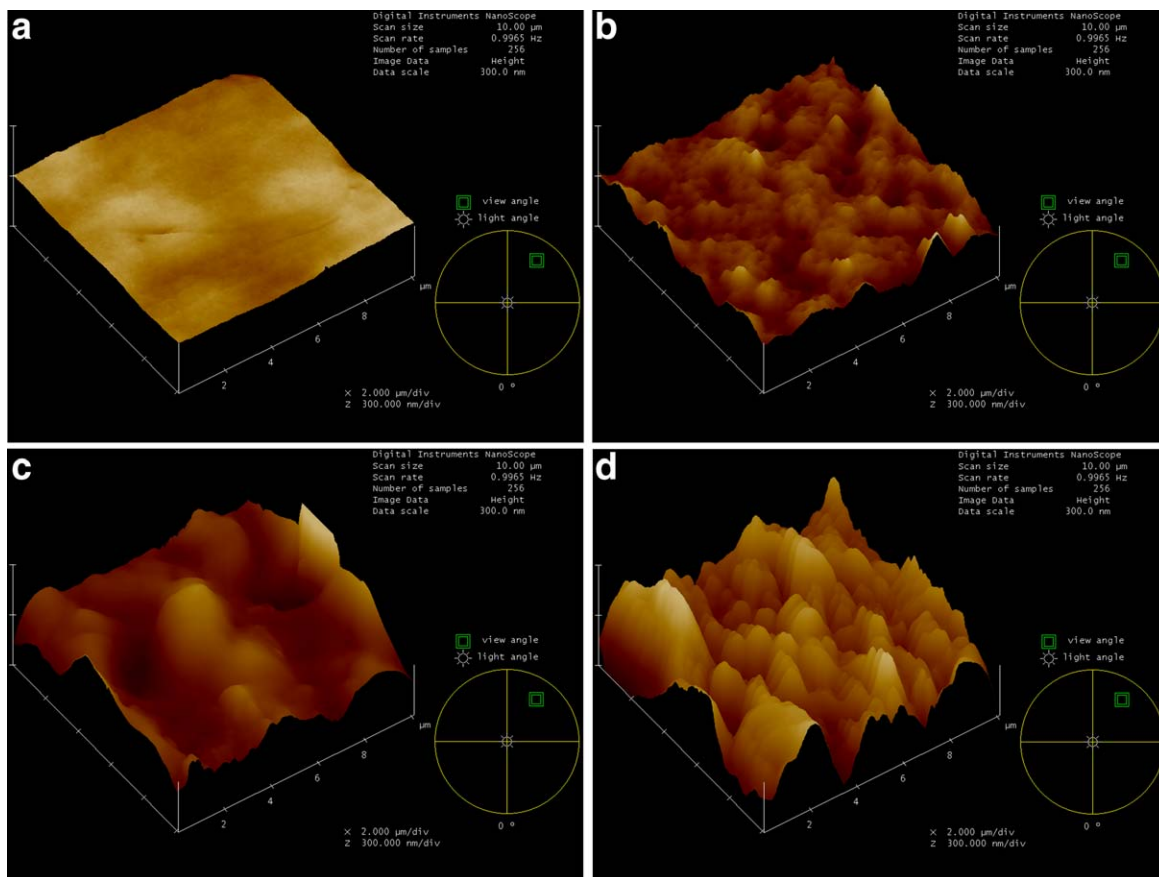 a
Digital Instruments NanoScope
Scan size 10.00 µm
Scan rate 0.9965 Hz
Number of samples 256
Image Data Height
Data scale 300.0 nm
view angle
light angle
µm
8
6
4
2
X 2.000 µm/div
Z 300.000 nm/div
0 °
b
Digital Instruments NanoScope
Scan size 10.00 µm
Scan rate 0.9965 Hz
Number of samples 256
Image Data Height
Data scale 300.0 nm
view angle
light angle
µm
8
6
4
2
X 2.000 µm/div
Z 300.000 nm/div
0 °
c
Digital Instruments NanoScope
Scan size 10.00 µm
Scan rate 0.9965 Hz
Number of samples 256
Image Data Height
Data scale 300.0 nm
view angle
light angle
µm
8
6
4
2
X 2.000 µm/div
Z 300.000 nm/div
0 °
d
Digital Instruments NanoScope
Scan size 10.00 µm
Scan rate 0.9965 Hz
Number of samples 256
Image Data Height
Data scale 300.0 nm
view angle
light angle
µm
8
6
4
2
X 2.000 µm/div
Z 300.000 nm/div
0 °